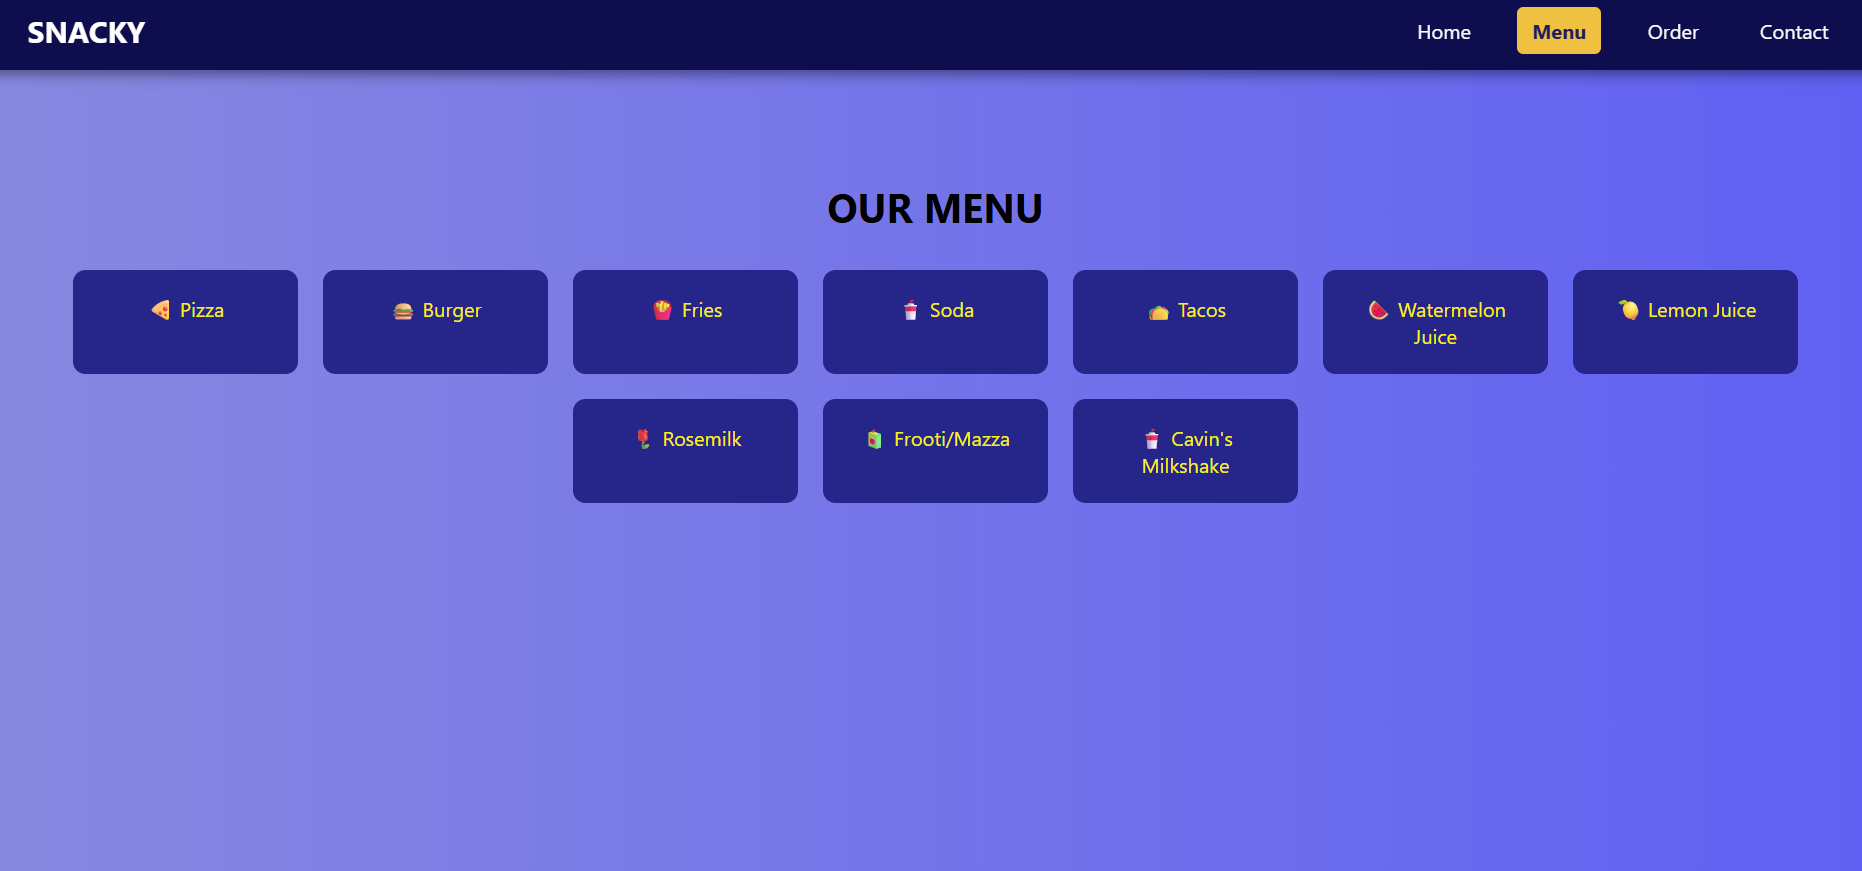 SNACKY
Home
Menu
Order
Contact
OUR MENU
🍕 Pizza
🍔 Burger
🍟 Fries
🥤 Soda
🌮 Tacos
🍉 Watermelon
Juice
🍋 Lemon Juice
🌹 Rosemilk
🧃 Frooti/Mazza
🥤 Cavin's
Milkshake